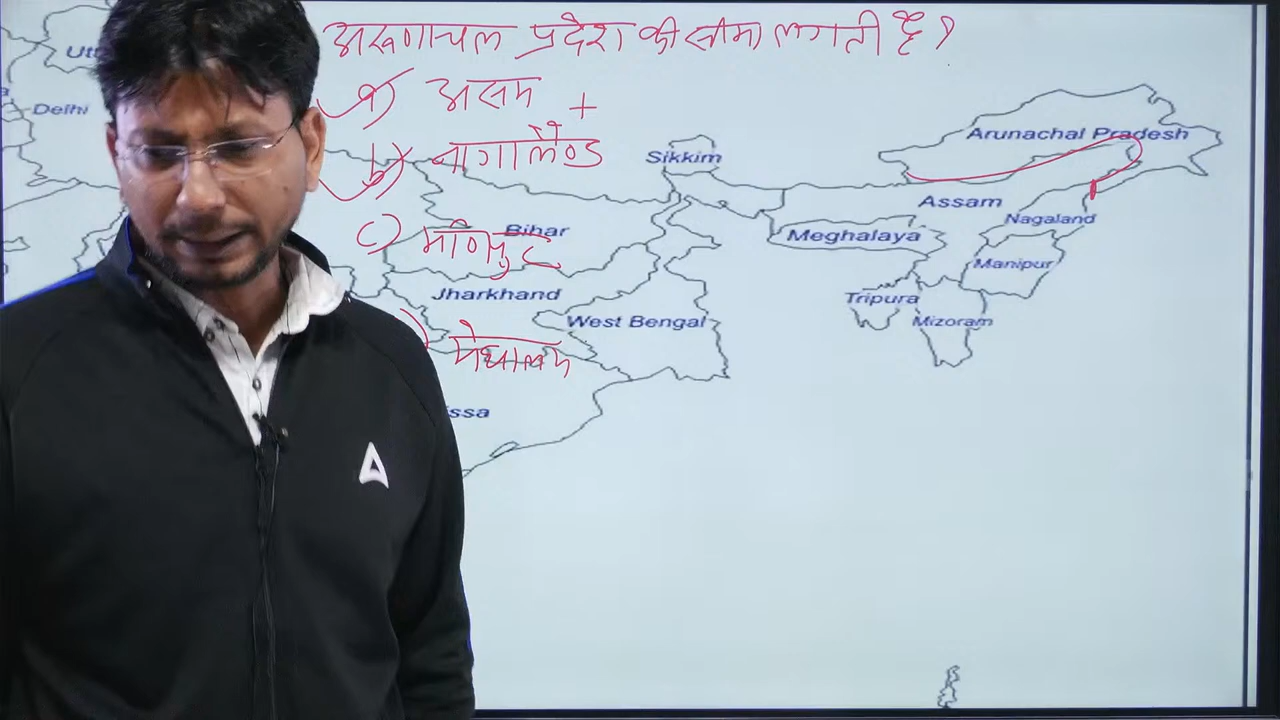 अरुणाचल प्रदेश की सीमा लगती है?
a) असम +
b) नागालैण्ड
c) मणिपुर
) मेघालय
Delhi
Sikkim
Arunachal Pradesh
Assam
Nagaland
Bihar
Meghalaya
Manipur
Jharkhand
Tripura
West Bengal
Mizoram
issa